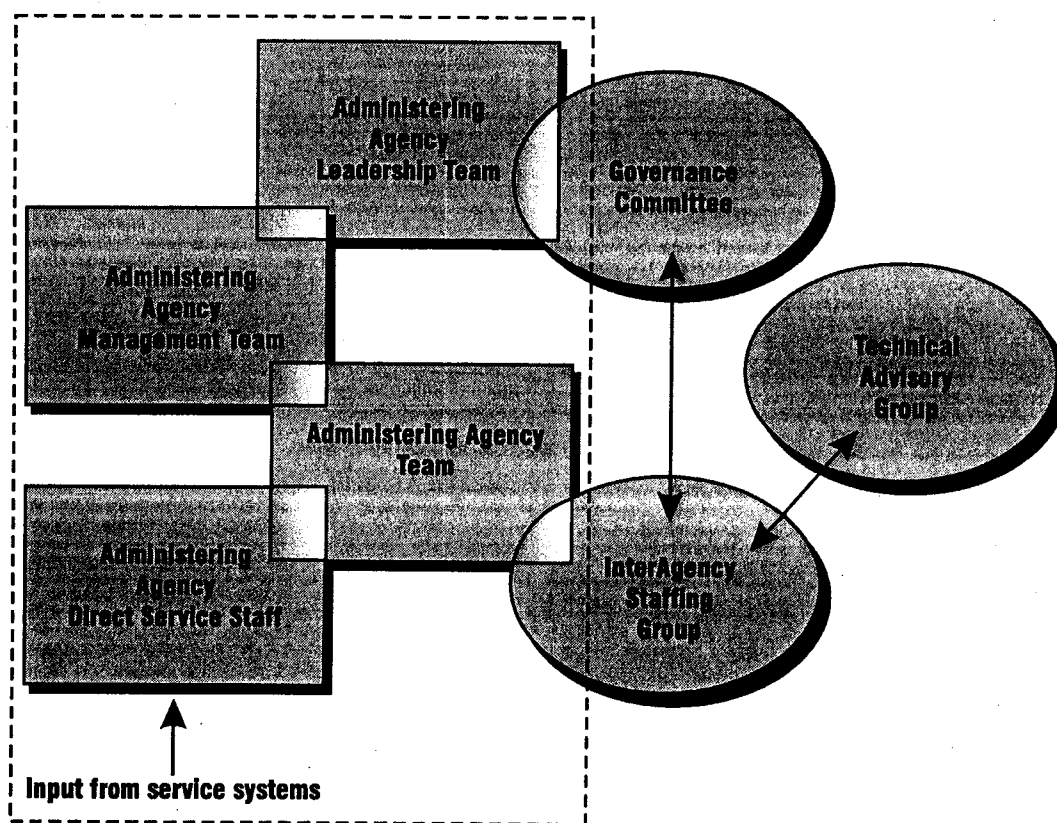 Administering
Agency
Leadership Team
Governance
Committee
Administering
Agency
Management Team
Technical
Advisory
Group
Administering Agency
Team
Administering
Agency
Direct Service Staff
InterAgency
Staffing
Group
Input from service systems